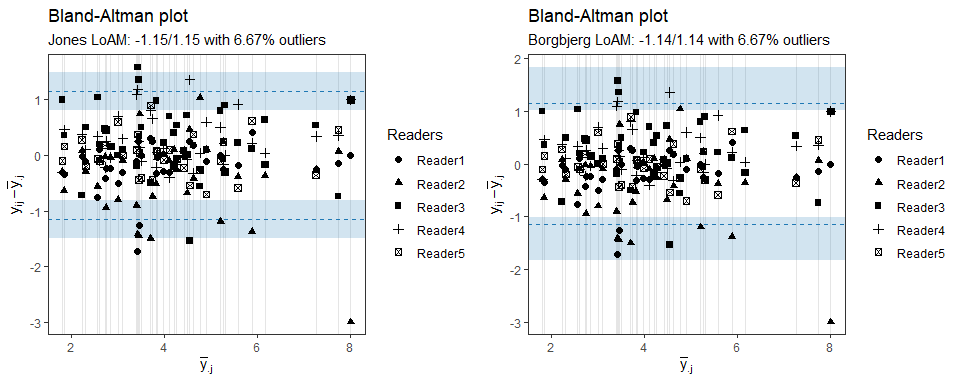 Bland-Altman plot
Jones LoAM: -1.15/1.15 with 6.67% outliers
1
0
-1
-2
-3
2
4
6
8
y̅.j
yij − y̅.j
Readers
Reader1
Reader2
Reader3
Reader4
Reader5
Bland-Altman plot
Borgbjerg LoAM: -1.14/1.14 with 6.67% outliers
2
1
0
-1
-2
-3
2
4
6
8
y̅.j
yij − y̅.j
Readers
Reader1
Reader2
Reader3
Reader4
Reader5